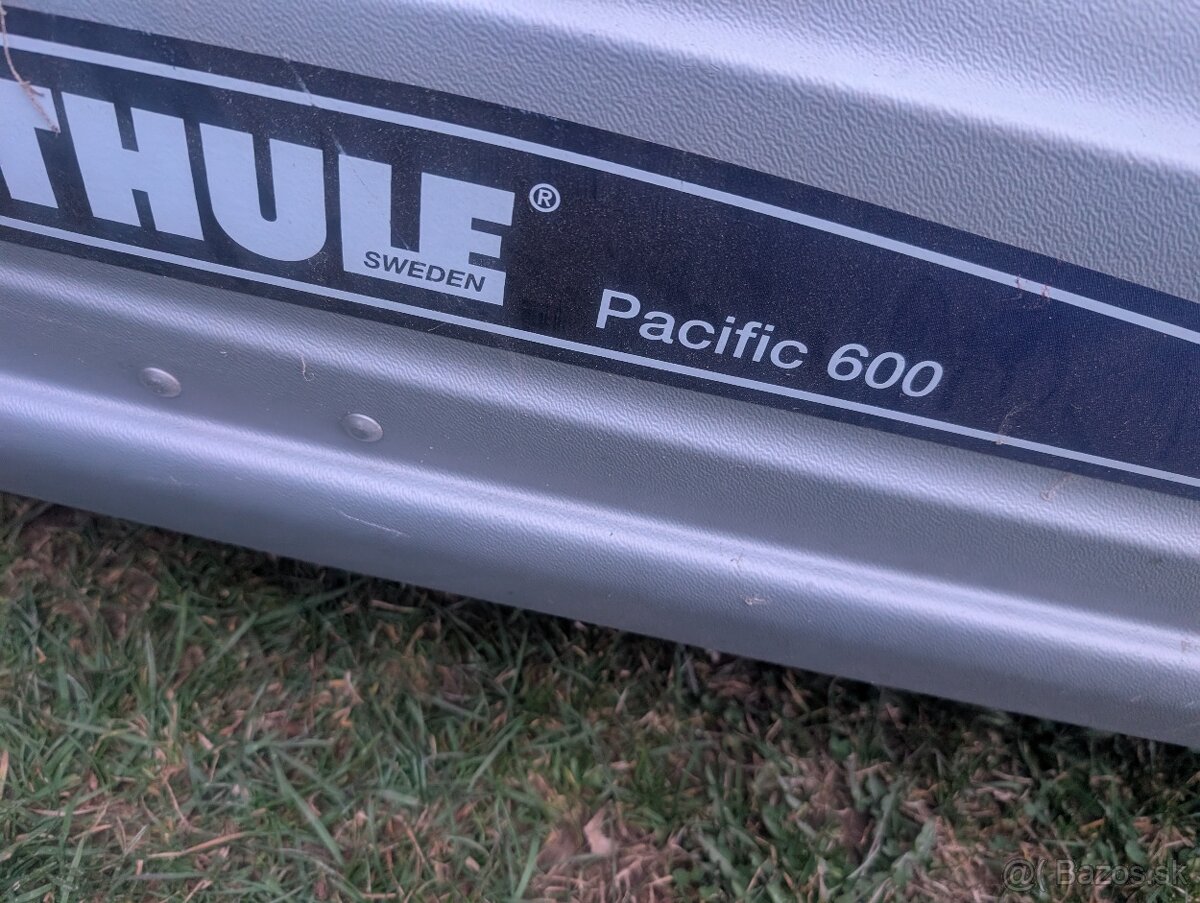 THULE®
SWEDEN
Pacific 600
@( Bazos.sk